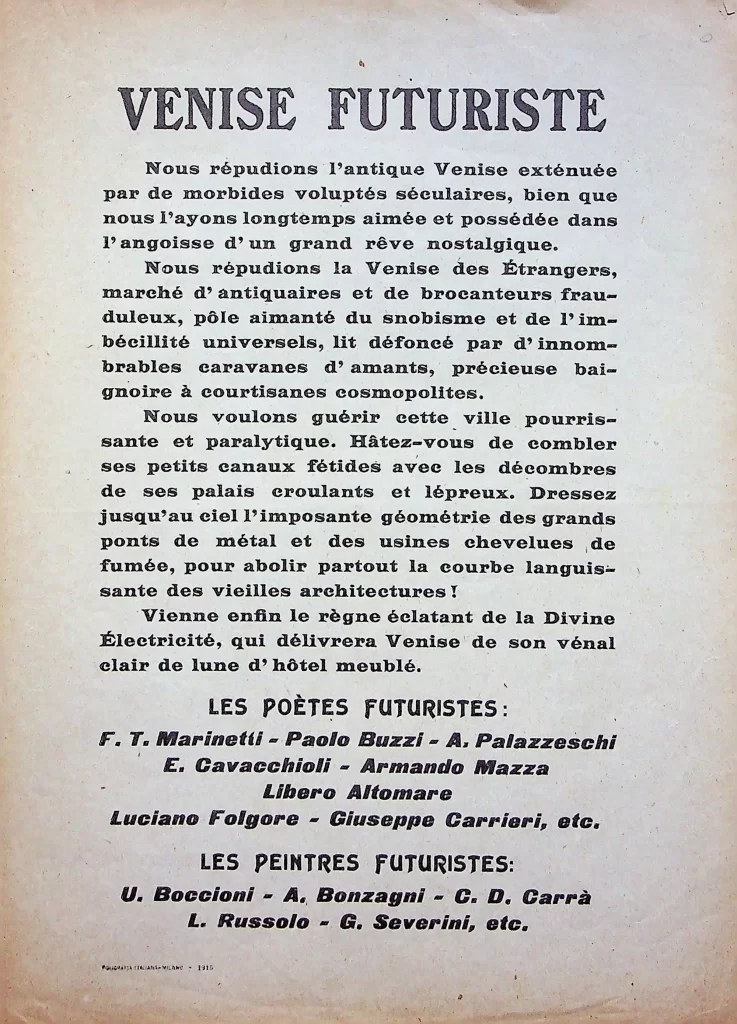 VENISE FUTURISTE
Nous répudions l'antique Venise exténuée
par de morbides voluptés séculaires, bien que
nous l'ayons longtemps aimée et possédée dans
l'angoisse d'un grand rêve nostalgique.
Nous répudions la Venise des Étrangers,
marché d'antiquaires et de brocanteurs frau-
duleux, pôle aimanté du snobisme et de l'im-
bécillité universels, lit défoncé par d'innom-
brables caravanes d'amants, précieuse bai-
gnoire à courtisanes cosmopolites.
Nous voulons guérir cette ville pourris-
sante et paralytique. Hâtez-vous de combler
ses petits canaux fétides avec les décombres
de ses palais croulants et lépreux. Dressez
jusqu'au ciel l'imposante géométrie des grands
ponts de métal et des usines chevelues de
fumée, pour abolir partout la courbe languis-
sante des vieilles architectures!
Vienne enfin le règne éclatant de la Divine
Électricité, qui délivrera Venise de son vénal
clair de lune d'hôtel meublé.
LES POÈTES FUTURISTES:
F. T. Marinetti - Paolo Buzzi - A. Palazzeschi
E. Cavacchioli - Armando Mazza
Libero Altomare
Luciano Folgore - Giuseppe Carrieri, etc.
LES PEINTRES FUTURISTES:
U. Boccioni - A. Bonzagni - C. D. Carrà
L. Russolo - G. Severini, etc.
ITALIANA - MILANO -